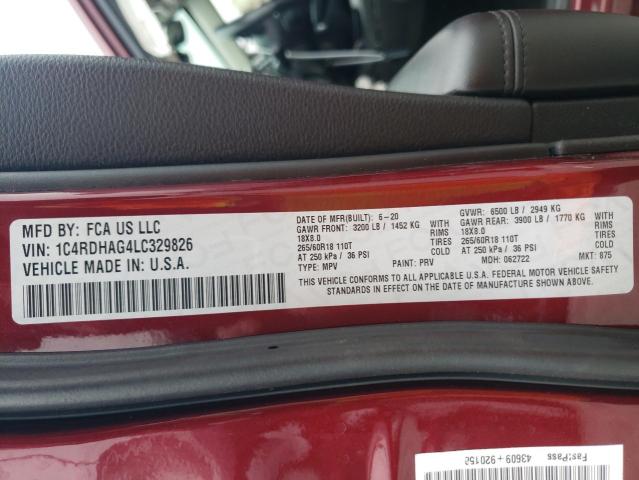 MFD BY: FCA US LLC
VIN: 1C4RDHAG4LC329826
VEHICLE MADE IN: U.S.A.
DATE OF MFR(BUILT): 6-20
GAWR FRONT: 3200 LB / 1452 KG WITH
18X8.0 RIMS
265/60R18 110T TIRES
AT 250 kPa / 36 PSI
TYPE: MPV PAINT: PRV
GVWR: 6500 LB / 2949 KG
GAWR REAR: 3900 LB / 1770 KG WITH
18X8.0 RIMS
265/60R18 110T TIRES
AT 250 kPa / 36 PSI
MDH: 062722 MKT: 875
THIS VEHICLE CONFORMS TO ALL APPLICABLE U.S.A. FEDERAL MOTOR VEHICLE SAFETY
STANDARDS IN EFFECT ON THE DATE OF MANUFACTURE SHOWN ABOVE.
FastPass
43609+920152